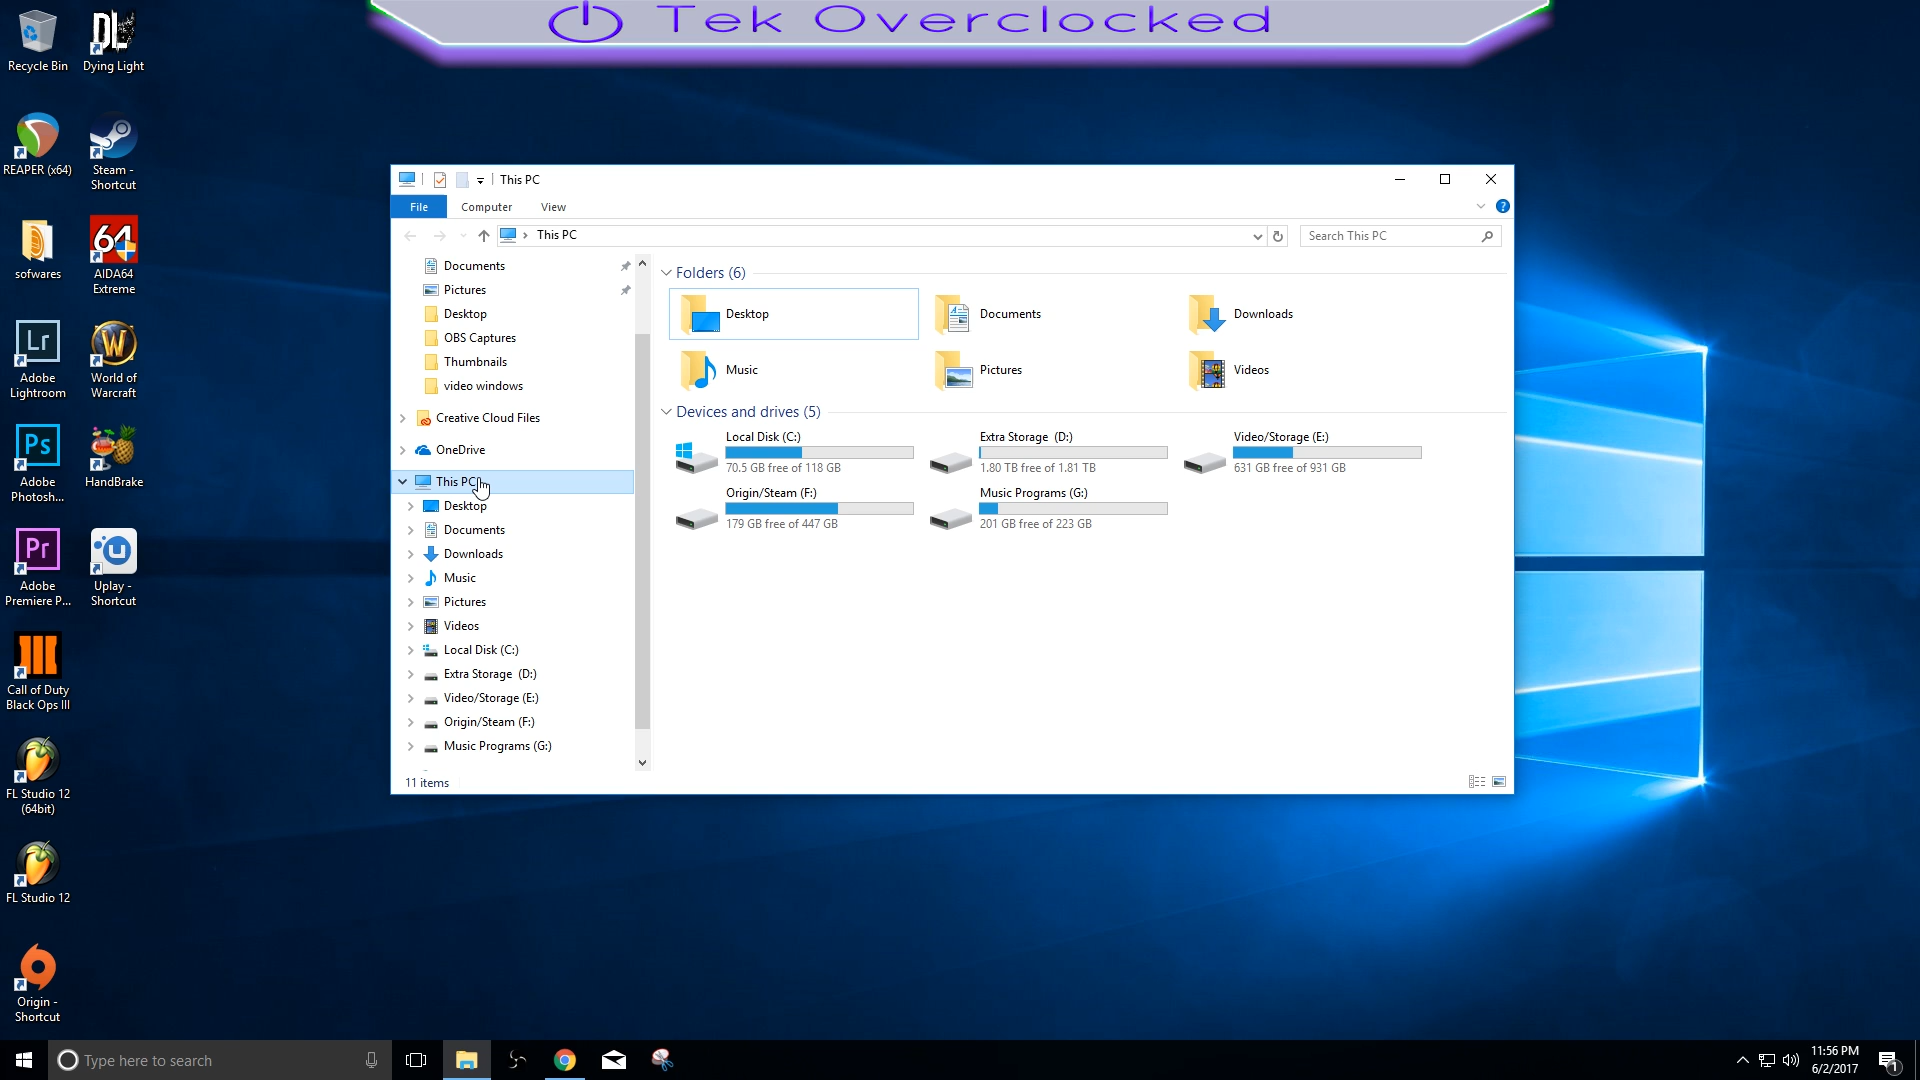 Tek Overclocked
Recycle Bin
Dying Light
REAPER (x64)
Steam -
Shortcut
sofwares
64
AIDA64
Extreme
Lr
Adobe
Lightroom
World of
Warcraft
Ps
Adobe
Photosh...
HandBrake
Pr
Adobe
Premiere P...
Uplay -
Shortcut
Call of Duty
Black Ops III
FL Studio 12
(64bit)
FL Studio 12
Origin -
Shortcut
This PC
File
Computer
View
This PC
Search This PC
Documents
Pictures
Desktop
OBS Captures
Thumbnails
video windows
Creative Cloud Files
OneDrive
This PC
Desktop
Documents
Downloads
Music
Pictures
Videos
Local Disk (C:)
Extra Storage (D:)
Video/Storage (E:)
Origin/Steam (F:)
Music Programs (G:)
11 items
Folders (6)
Desktop
Documents
Downloads
Music
Pictures
Videos
Devices and drives (5)
Local Disk (C:)
70.5 GB free of 118 GB
Extra Storage (D:)
1.80 TB free of 1.81 TB
Video/Storage (E:)
631 GB free of 931 GB
Origin/Steam (F:)
179 GB free of 447 GB
Music Programs (G:)
201 GB free of 223 GB
Type here to search
11:56 PM
6/2/2017
1